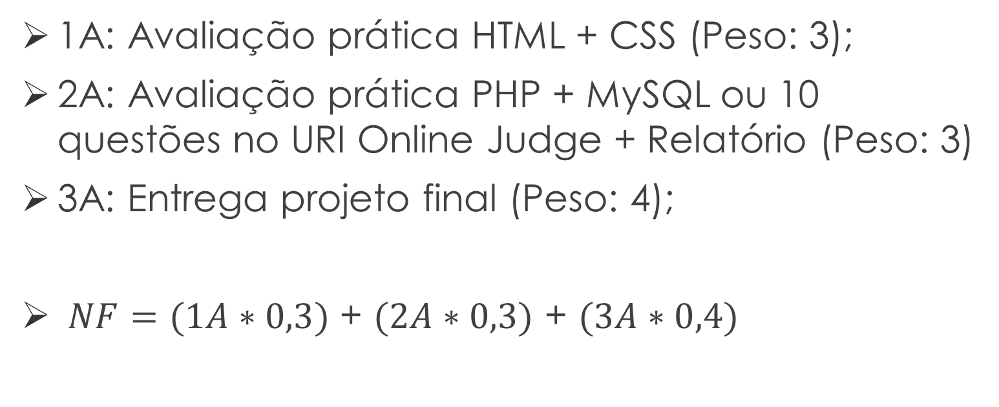 ➢ 1A: Avaliação prática HTML + CSS (Peso: 3);
➢ 2A: Avaliação prática PHP + MySQL ou 10
questões no URI Online Judge + Relatório (Peso: 3)
➢ 3A: Entrega projeto final (Peso: 4);
➢ NF = (1A ∗ 0,3) + (2A ∗ 0,3) + (3A ∗ 0,4)